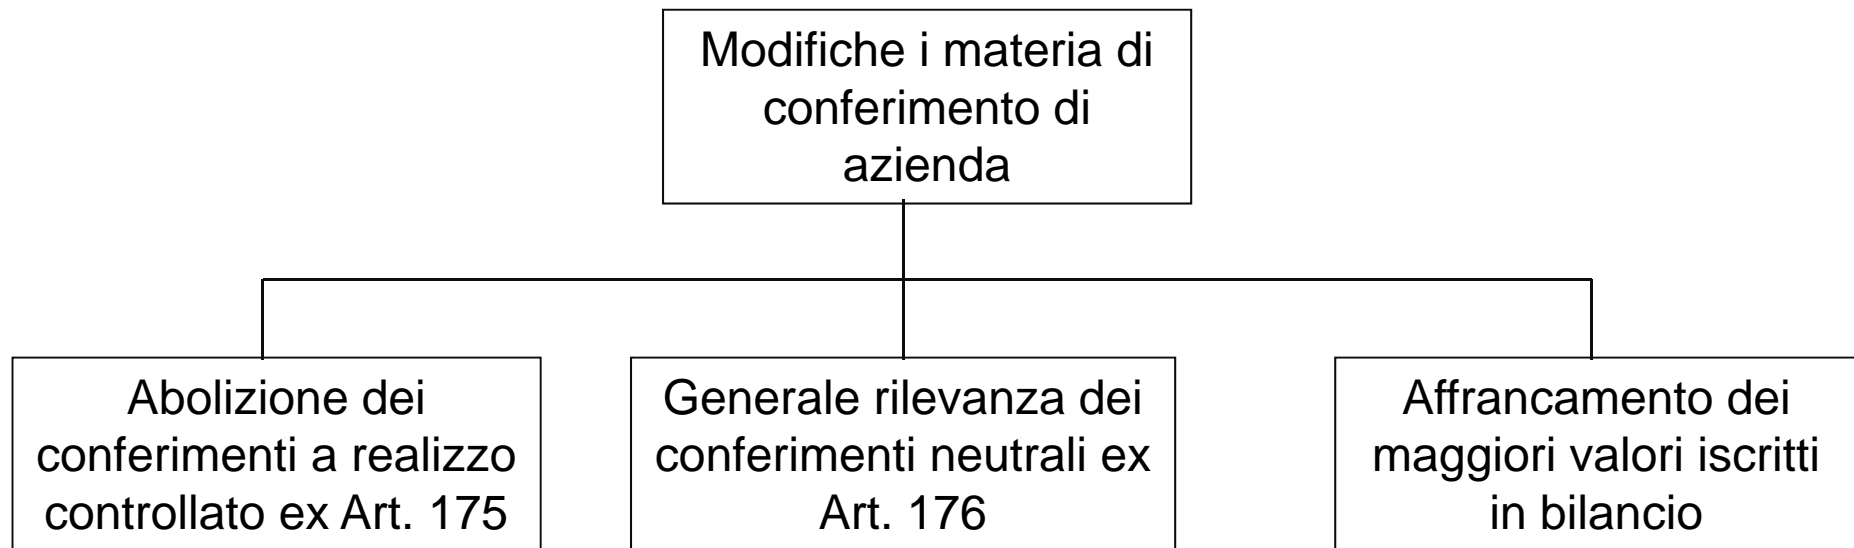 Modifiche i materia di
conferimento di
azienda
Abolizione dei
conferimenti a realizzo
controllato ex Art. 175
Generale rilevanza dei
conferimenti neutrali ex
Art. 176
Affrancamento dei
maggiori valori iscritti
in bilancio